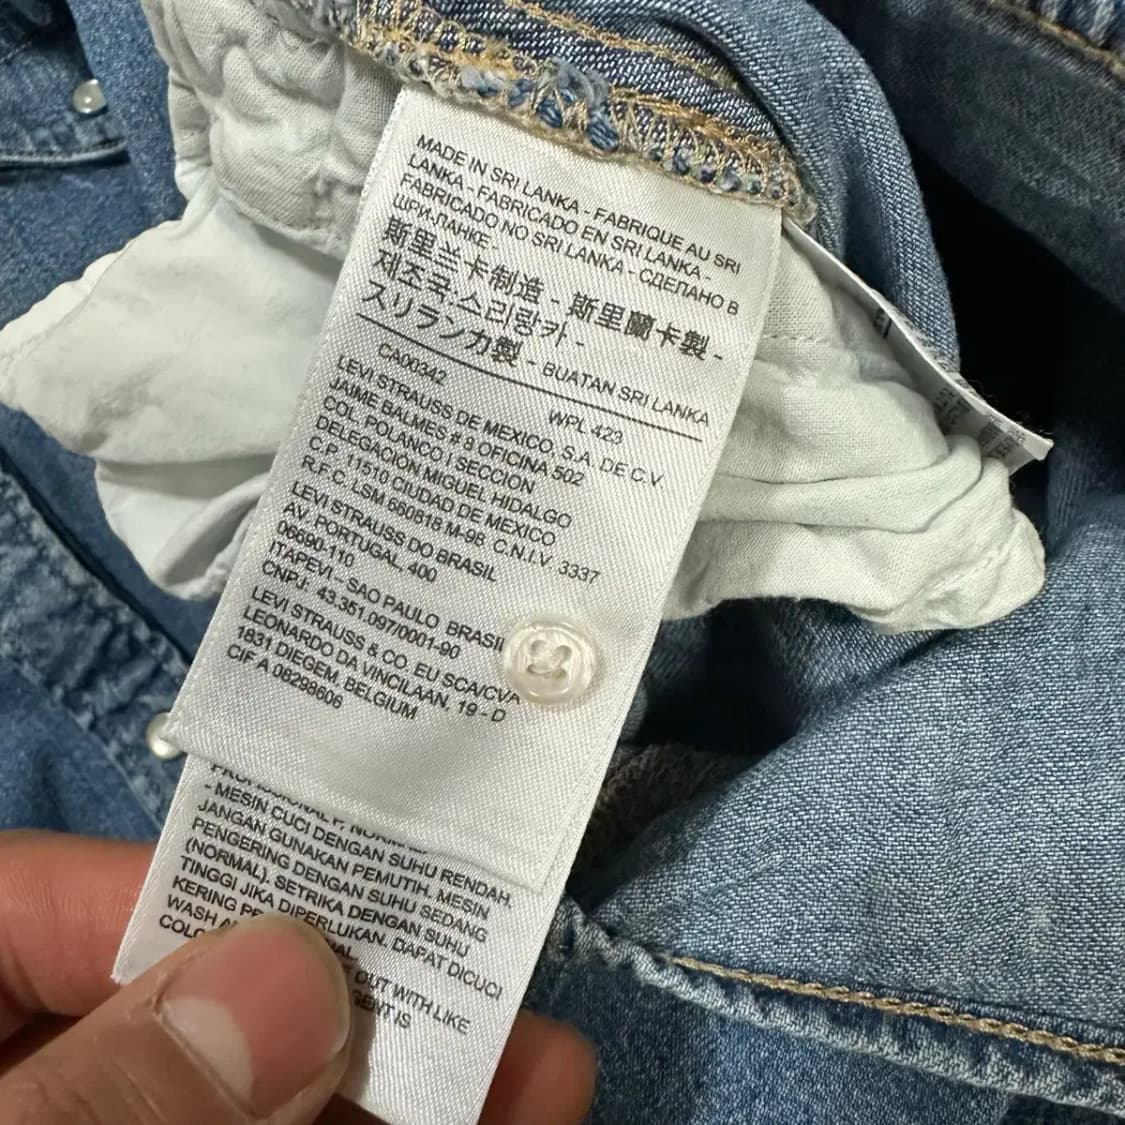 MADE IN SRI LANKA - FABRIQUE AU SRI
LANKA - FABRICADO EN SRI LANKA -
FABRICADO NO SRI LANKA - СДЕЛАНО В
ШРИ-ЛАНКЕ -
斯里兰卡制造 - 斯里蘭卡製 -
제조국:스리랑카 -
スリランカ製 - BUATAN SRI LANKA
CA00342 WPL 423
LEVI STRAUSS DE MEXICO, S.A. DE C.V
JAIME BALMES # 8 OFICINA 502
COL. POLANCO I SECCION
DELEGACIÓN MIGUEL HIDALGO
C.P. 11510 CIUDAD DE MEXICO
R.F.C. LSM 660818 M-98 C.N.I.V. 3337
LEVI STRAUSS DO BRASIL
AV. PORTUGAL, 400
06690-110
ITAPEVI - SAO PAULO BRASIL
CNPJ: 43.351.097/0001-90
LEVI STRAUSS & CO. EU SCA/CVA
LEONARDO DA VINCILAAN, 19 - D
1831 DIEGEM, BELGIUM
CIF A 08298606
PROFESSIONAL P, NORMAL
- MESIN CUCI DENGAN SUHU RENDAH.
JANGAN GUNAKAN PEMUTIH. MESIN
PENGERING DENGAN SUHU SEDANG
(NORMAL). SETRIKA DENGAN SUHU
TINGGI JIKA DIPERLUKAN. DAPAT DICUCI
KERING
WASH OUT WITH LIKE